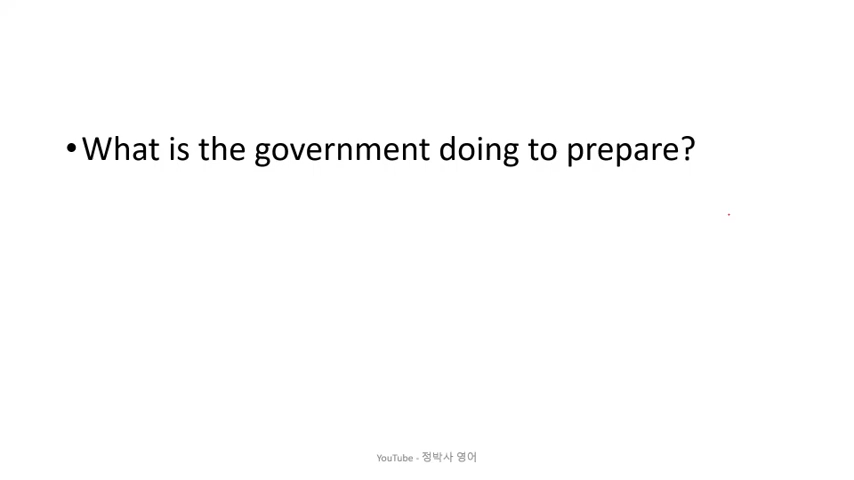 •What is the government doing to prepare?
YouTube - 정박사 영어